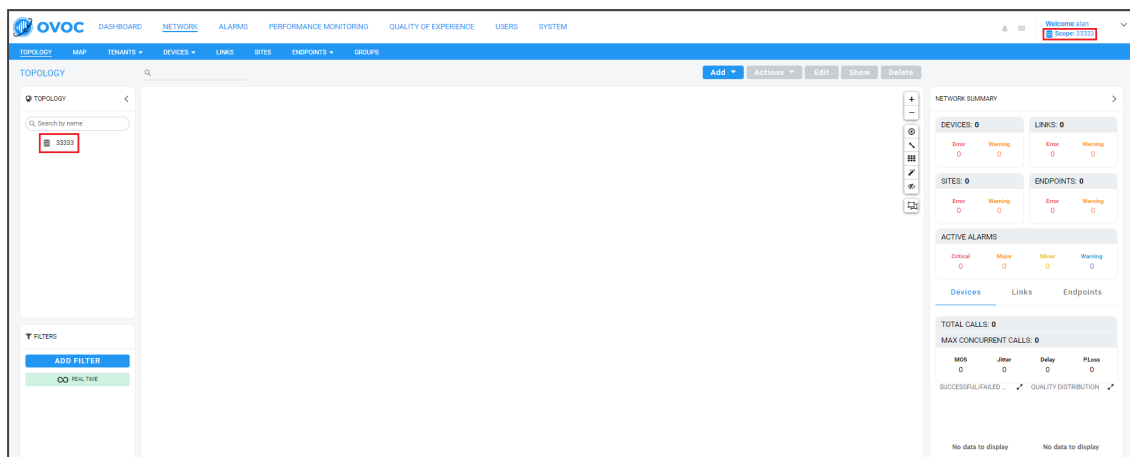 OVOC DASHBOARD NETWORK ALARMS PERFORMANCE MONITORING QUALITY OF EXPERIENCE USERS SYSTEM
Welcome alan
Scope: 33333
TOPOLOGY MAP TENANTS DEVICES LINKS SITES ENDPOINTS GROUPS
TOPOLOGY
Add Actions Edit Show Delete
TOPOLOGY
Search by name
33333
FILTERS
ADD FILTER
REAL TIME
NETWORK SUMMARY
DEVICES: 0 LINKS: 0
Error Warning Error Warning
0 0 0 0
SITES: 0 ENDPOINTS: 0
Error Warning Error Warning
0 0 0 0
ACTIVE ALARMS
Critical Major Minor Warning
0 0 0 0
Devices Links Endpoints
TOTAL CALLS: 0
MAX CONCURRENT CALLS: 0
MOS Jitter Delay P.Loss
0 0 0 0
SUCCESSFUL/FAILED ... QUALITY DISTRIBUTION
No data to display No data to display